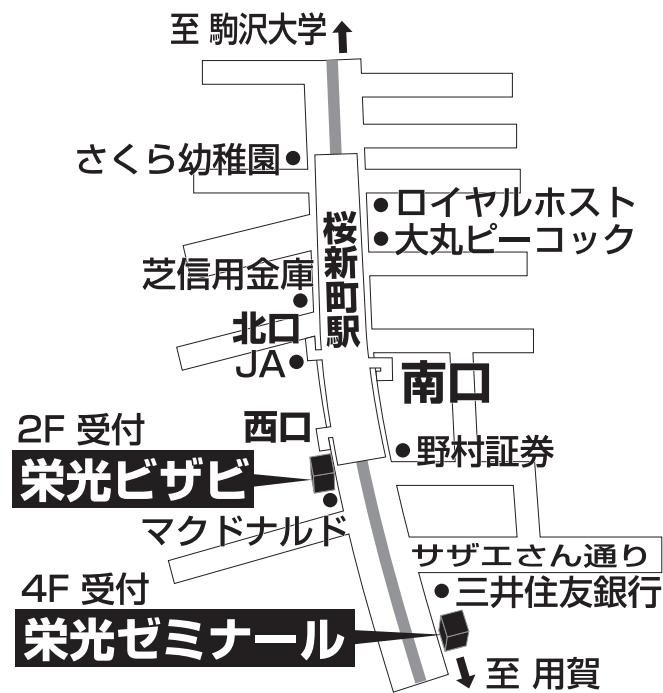 至 駒沢大学
さくら幼稚園
ロイヤルホスト
大丸ピーコック
桜新町駅
芝信用金庫
北口
JA
南口
西口
2F 受付
栄光ビザビ
野村証券
マクドナルド
サザエさん通り
4F 受付
三井住友銀行
栄光ゼミナール
至 用賀